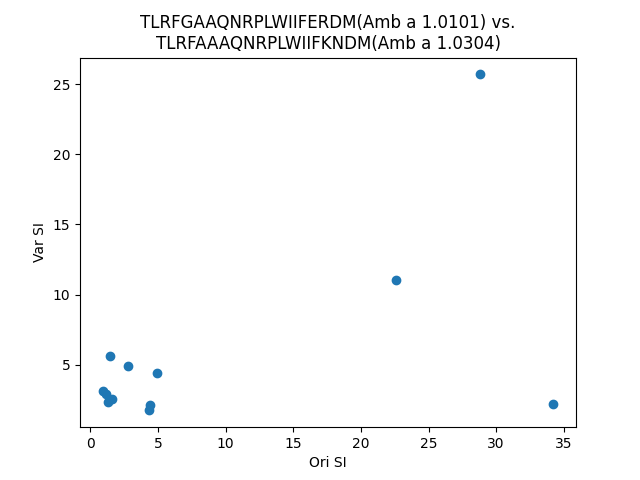 TLRFGAAQNRPLWIIFERDM(Amb a 1.0101) vs.
TLRFAAAQNRPLWIIFKNDM(Amb a 1.0304)
25
20
15
10
5
Var SI
0 5 10 15 20 25 30 35
Ori SI